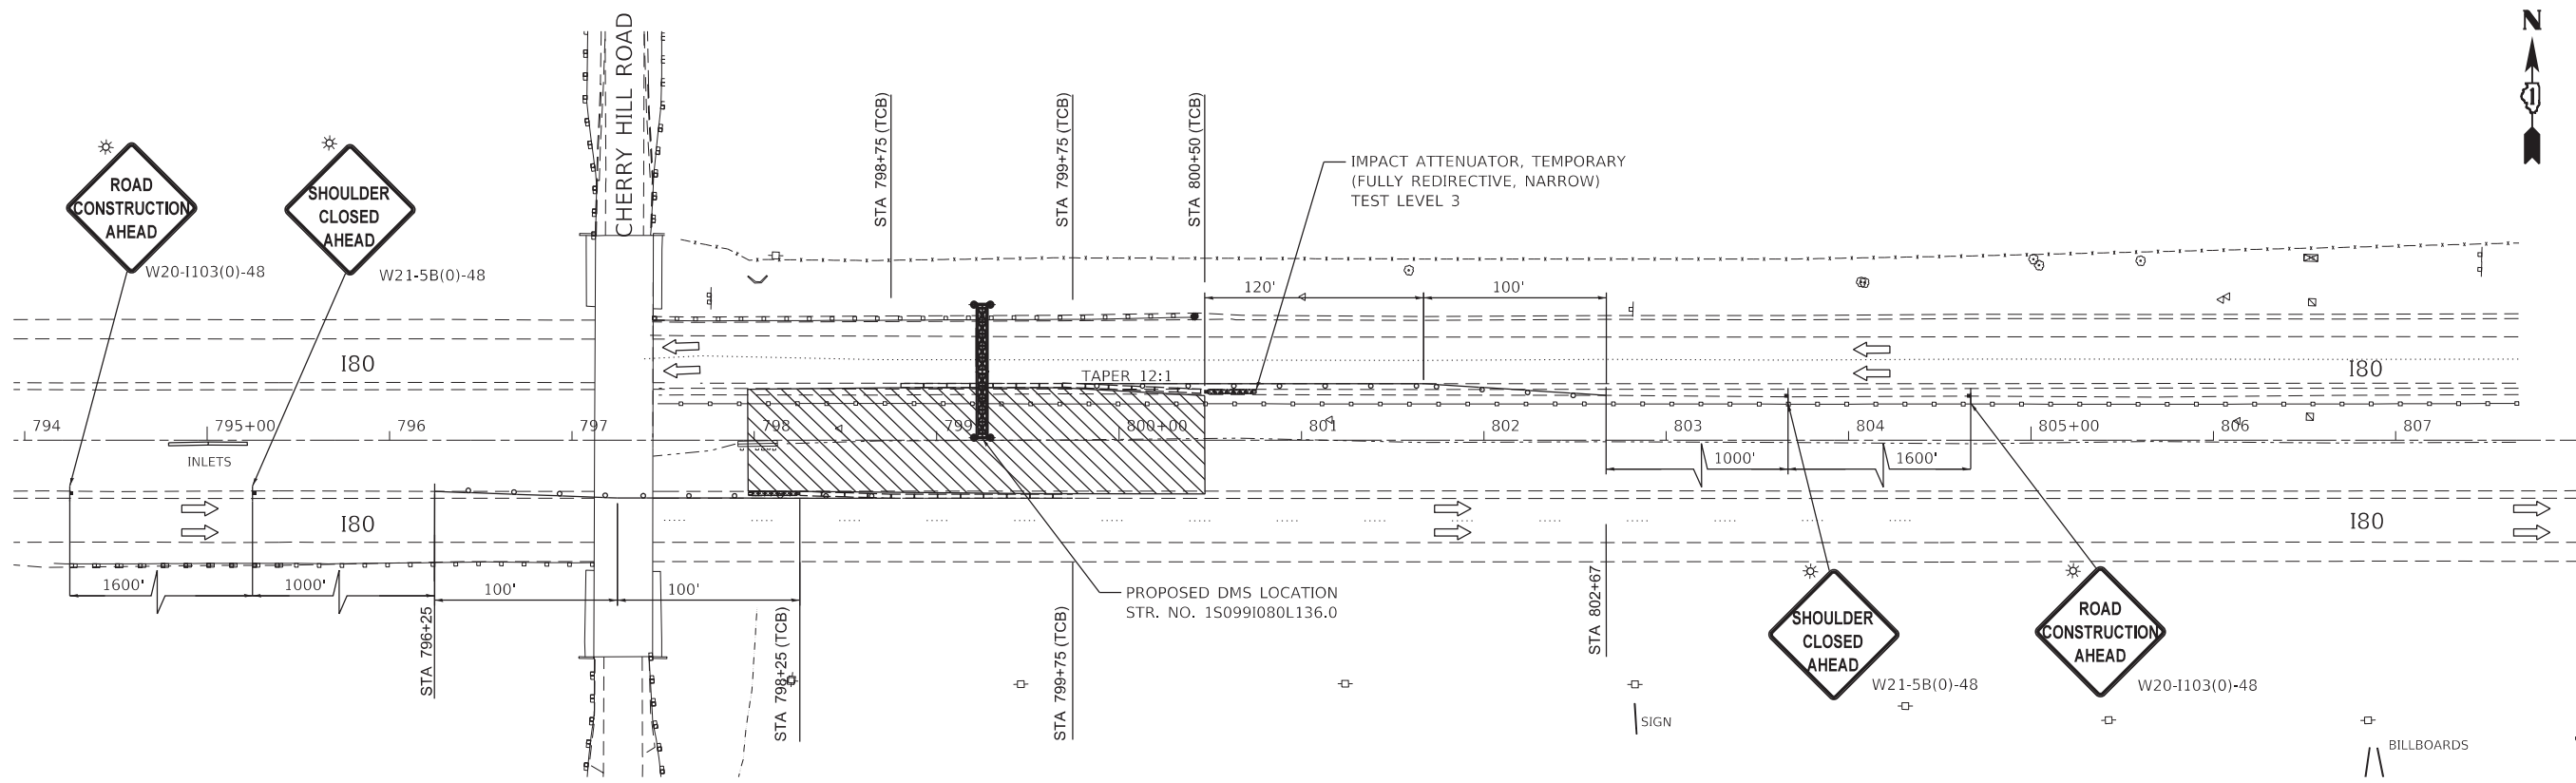 N
CHERRY HILL ROAD
STA 798+75 (TCB)
STA 799+75 (TCB)
STA 800+50 (TCB)
IMPACT ATTENUATOR, TEMPORARY
(FULLY REDIRECTIVE, NARROW)
TEST LEVEL 3
ROAD
CONSTRUCTION
AHEAD
W20-I103(0)-48
SHOULDER
CLOSED
AHEAD
W21-5B(0)-48
120'
100'
I80
TAPER 12:1
I80
794
795+00
796
797
798
799
800+00
801
802
803
804
805+00
806
807
INLETS
1000'
1600'
I80
I80
1600'
1000'
100'
100'
STA 796+25
STA 798+25 (TCB)
STA 799+75 (TCB)
PROPOSED DMS LOCATION
STR. NO. 1S099I080L136.0
STA 802+67
SHOULDER
CLOSED
AHEAD
W21-5B(0)-48
ROAD
CONSTRUCTION
AHEAD
W20-I103(0)-48
SIGN
BILLBOARDS